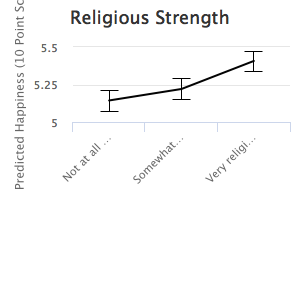 Religious Strength
Predicted Happiness (10 Point Sc
5.5
5.25
5
Not at all ...
Somewhat...
Very religi...